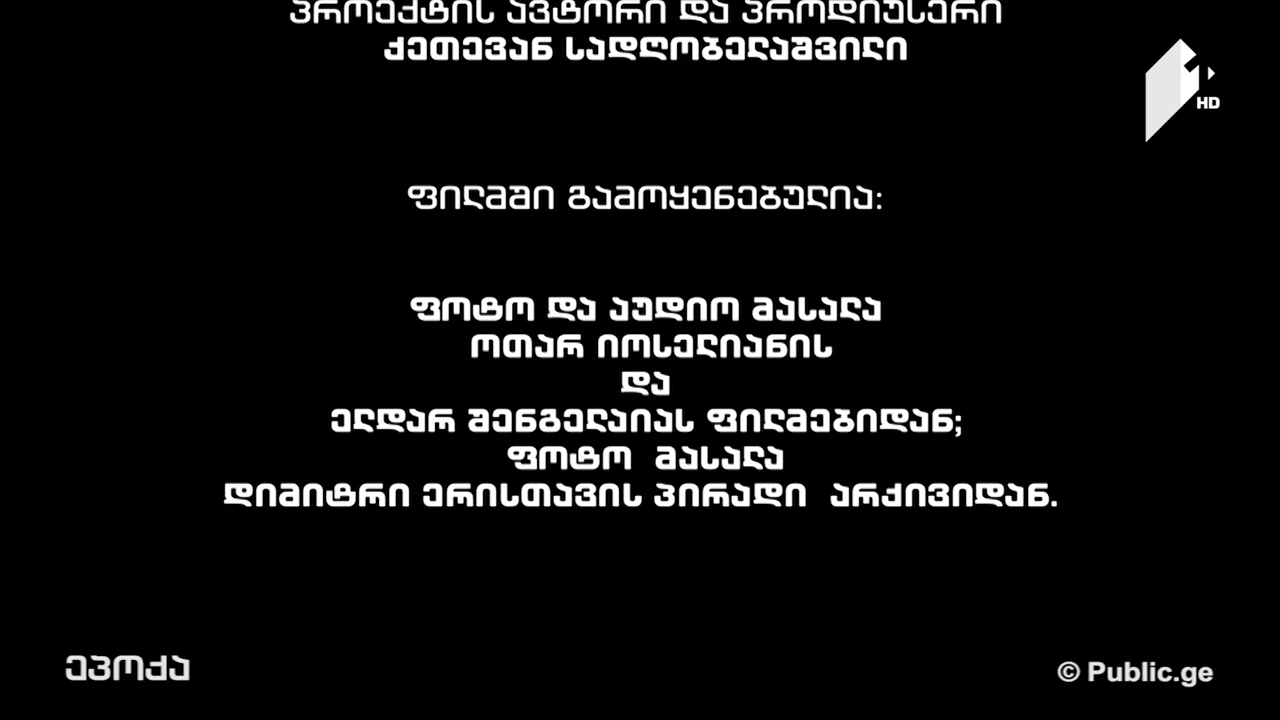 პროექტის ავტორი და პროდიუსერი
ქეთევან სადღობელაშვილი
HD
ფილმში გამოყენებულია:
ფოტო და აუდიო მასალა
ოთარ იოსელიანის
და
ელდარ შენგელაიას ფილმებიდან;
ფოტო მასალა
დიმიტრი ერისთავის პირადი არქივიდან.
ეპოქა
© Public.ge